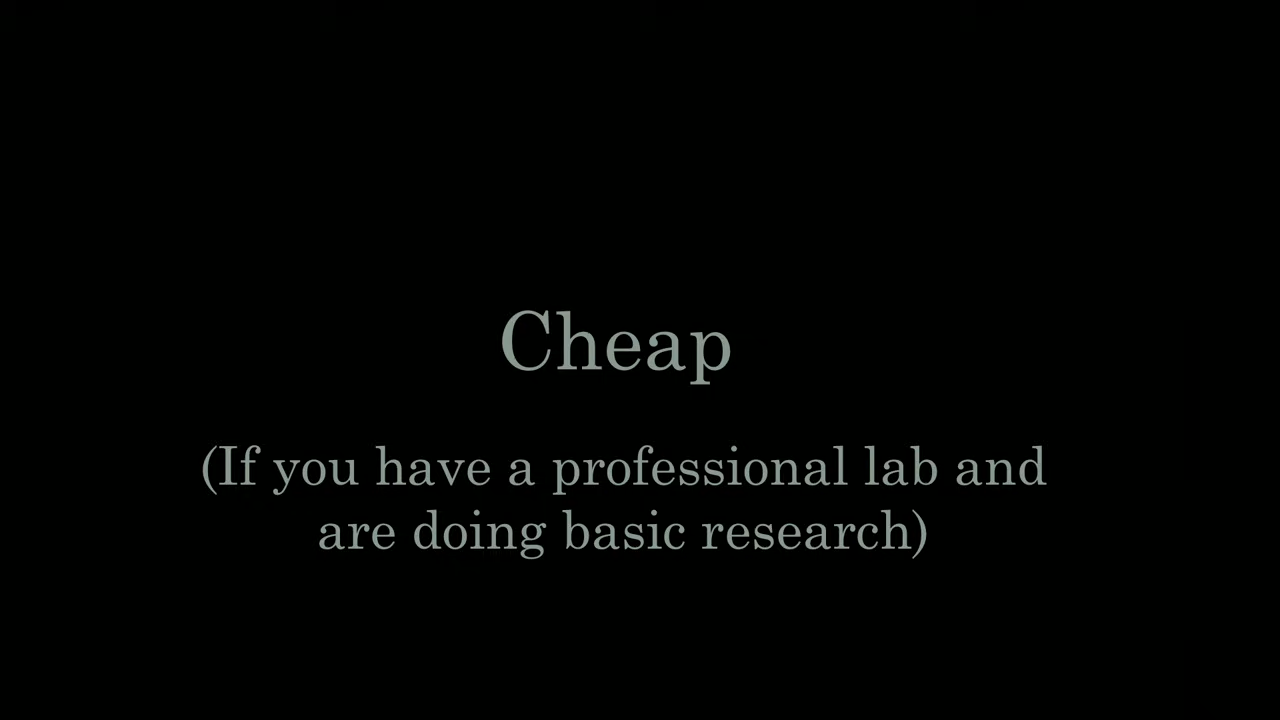 Cheap
(If you have a professional lab and
are doing basic research)